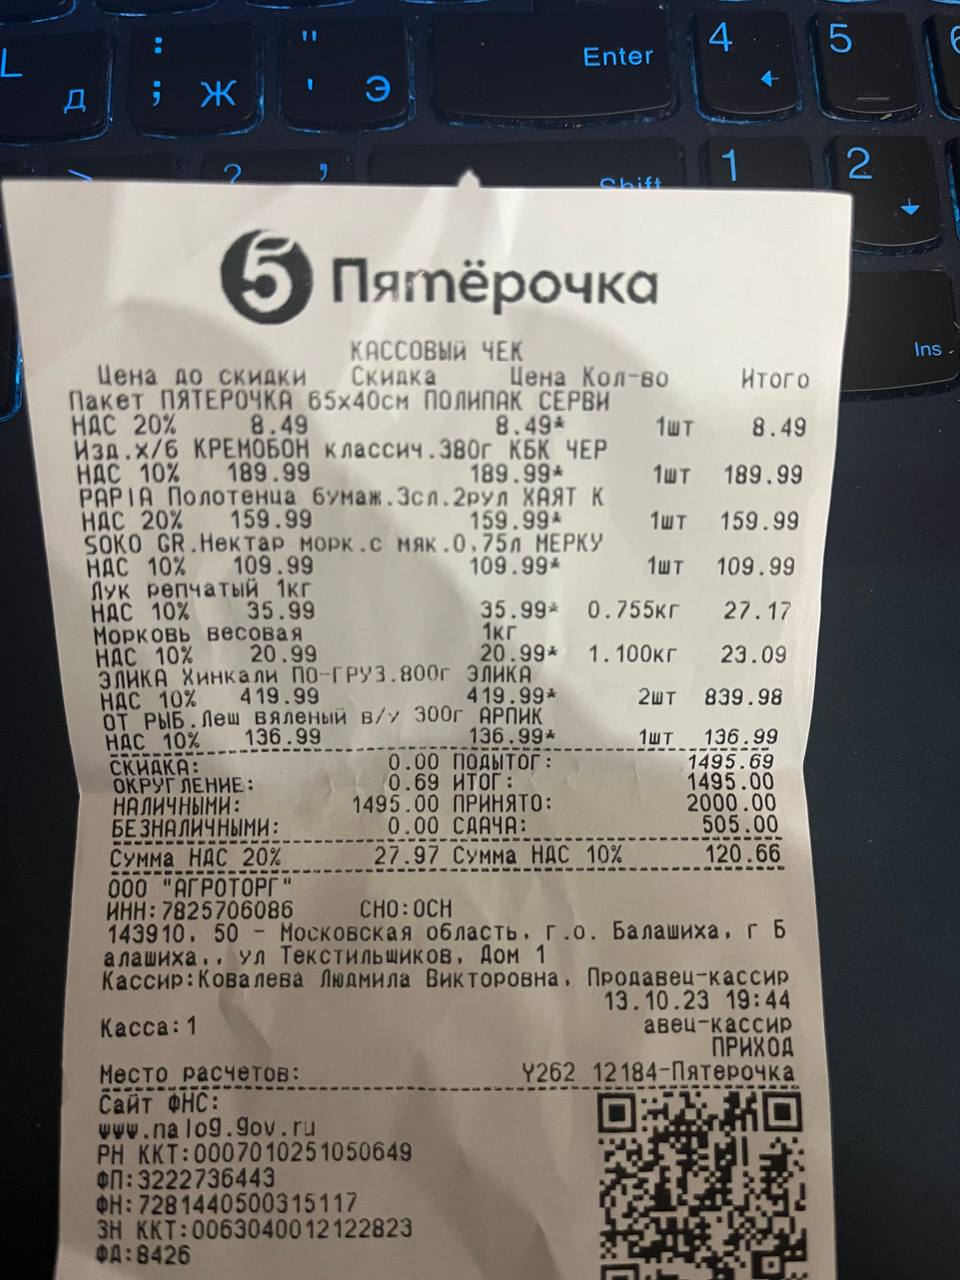 L Д
: ; Ж
" ' Э
Enter
4
5
6
>
?
,
Shift
1
2
Ins
5 Пятёрочка
КАССОВЫЙ ЧЕК
Цена до скидки Скидка Цена Кол-во Итого
Пакет ПЯТЕРОЧКА 65х40см ПОЛИПАК СЕРВИ
НДС 20% 8.49 8.49* 1шт 8.49
Изд.х/б КРЕМОБОН классич.380г КБК ЧЕР
НДС 10% 189.99 189.99* 1шт 189.99
PAPIA Полотенца бумаж.3сл.2рул ХАЯТ К
НДС 20% 159.99 159.99* 1шт 159.99
SOKO GR.Нектар морк.с мяк.0,75л МЕРКУ
НДС 10% 109.99 109.99* 1шт 109.99
Лук репчатый 1кг
НДС 10% 35.99 35.99* 0.755кг 27.17
Морковь весовая 1кг
НДС 10% 20.99 20.99* 1.100кг 23.09
ЭЛИКА Хинкали ПО-ГРУЗ.800г ЭЛИКА
НДС 10% 419.99 419.99* 2шт 839.98
ОТ РЫБ.Лещ вяленый в/у 300г АРПИК
НДС 10% 136.99 136.99* 1шт 136.99
СКИДКА: 0.00 ПОДЫТОГ: 1495.69
ОКРУГЛЕНИЕ: 0.69 ИТОГ: 1495.00
НАЛИЧНЫМИ: 1495.00 ПРИНЯТО: 2000.00
БЕЗНАЛИЧНЫМИ: 0.00 СДАЧА: 505.00
Сумма НДС 20% 27.97 Сумма НДС 10% 120.66
ООО "АГРОТОРГ"
ИНН:7825706086 СНО:ОСН
143910, 50 - Московская область, г.о. Балашиха, г Б
алашиха,, ул Текстильщиков, Дом 1
Кассир:Ковалева Людмила Викторовна, Продавец-кассир
13.10.23 19:44
Касса:1 авец-кассир
ПРИХОД
Место расчетов: Y262 12184-Пятерочка
Сайт ФНС:
www.nalog.gov.ru
РН ККТ:0007010251050649
ФП:3222736443
ФН:7281440500315117
ЗН ККТ:0063040012122823
ФД:8426